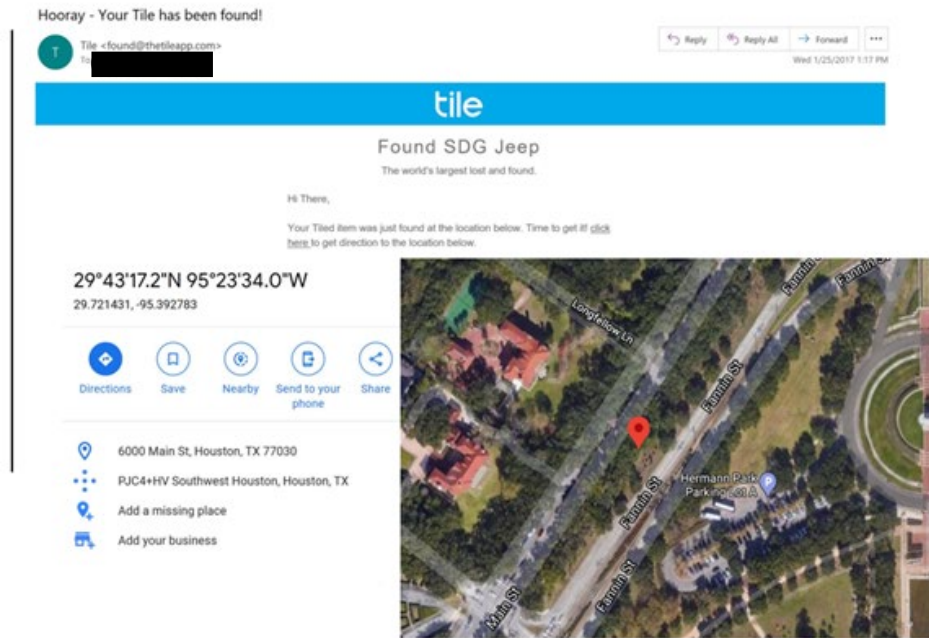 Hooray - Your Tile has been found!
T
Tile <found@thetileapp.com>
To
Reply
Reply All
Forward
Wed 1/25/2017 1:17 PM
tile
Found SDG Jeep
The world's largest lost and found.
Hi There,
Your Tiled item was just found at the location below. Time to get it! click
here to get direction to the location below.
29°43'17.2"N 95°23'34.0"W
29.721431, -95.392783
Directions
Save
Nearby
Send to your
phone
Share
6000 Main St, Houston, TX 77030
PJC4+HV Southwest Houston, Houston, TX
Add a missing place
Add your business
Fannin St
Fannin St
Longfellow Ln
Fannin St
Hermann Park
Parking Lot A
P
Fannin St
Fannin St
Main St